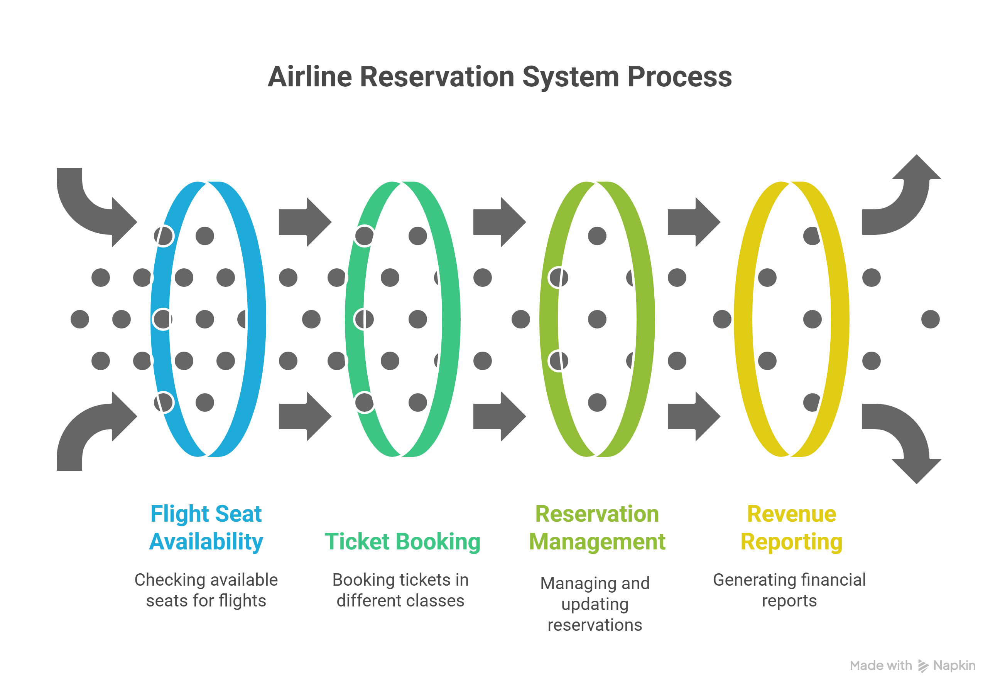 Airline Reservation System Process
Flight Seat
Availability
Checking available
seats for flights
Ticket Booking
Booking tickets in
different classes
Reservation
Management
Managing and
updating
reservations
Revenue
Reporting
Generating financial
reports
Made with Napkin